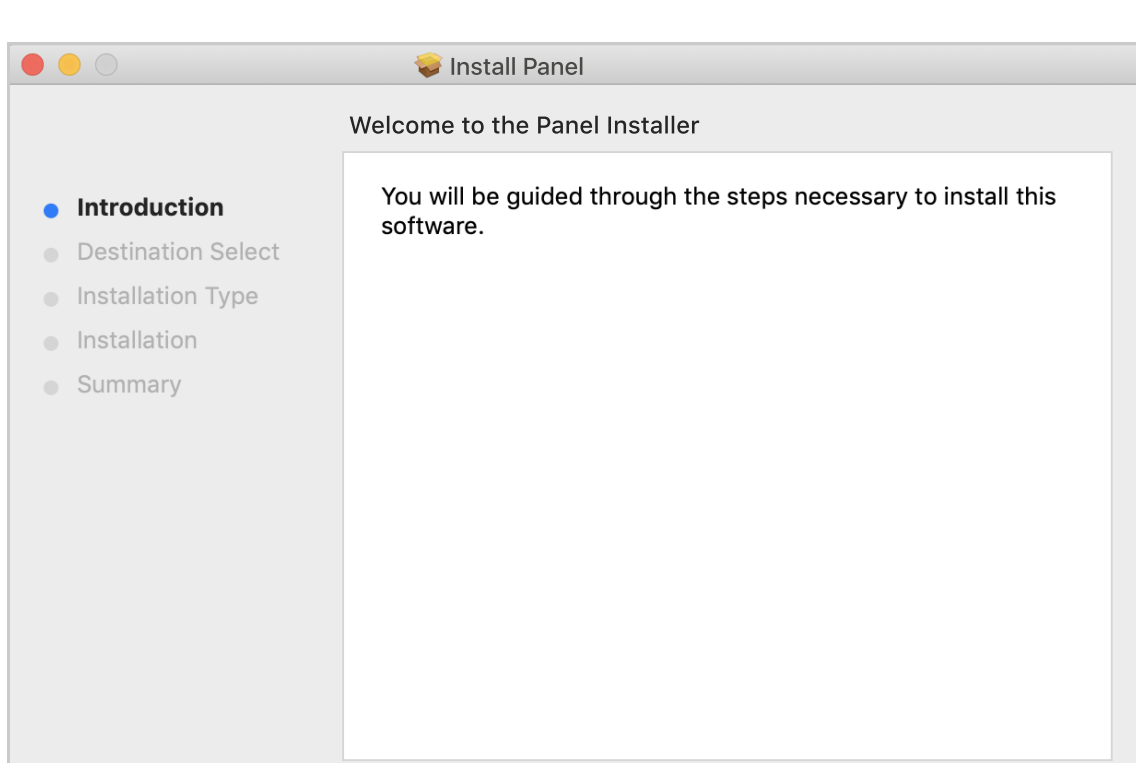 Install Panel
Welcome to the Panel Installer
Introduction
Destination Select
Installation Type
Installation
Summary
You will be guided through the steps necessary to install this
software.